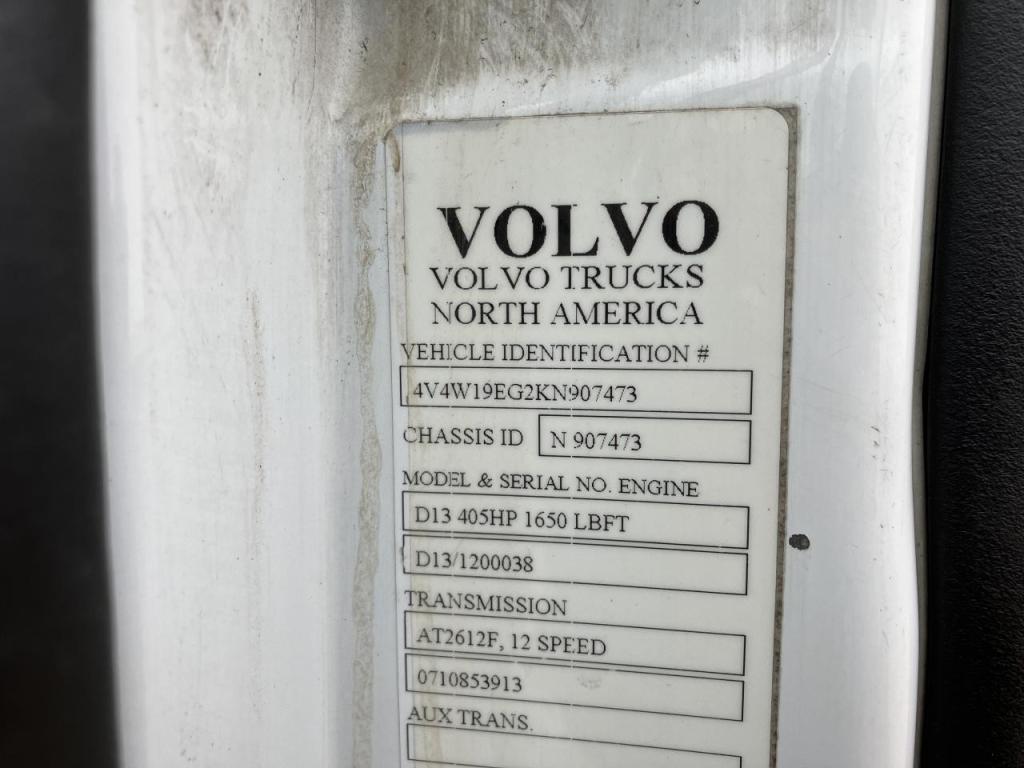 VOLVO
VOLVO TRUCKS
NORTH AMERICA
VEHICLE IDENTIFICATION #
4V4W19EG2KN907473
CHASSIS ID N 907473
MODEL & SERIAL NO. ENGINE
D13 405HP 1650 LBFT
D13/1200038
TRANSMISSION
AT2612F, 12 SPEED
0710853913
AUX TRANS.